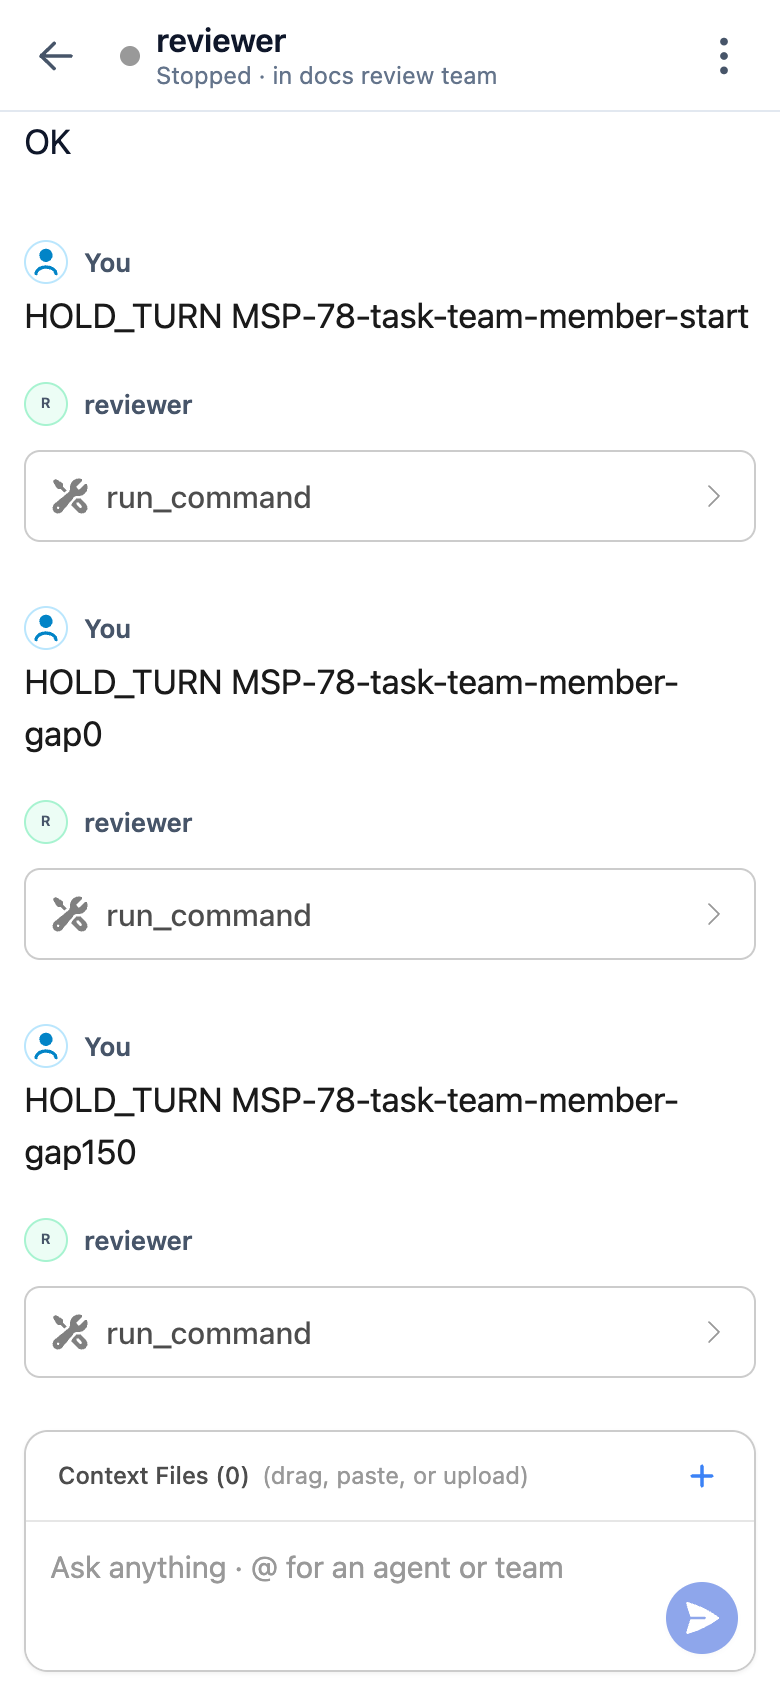 reviewer
Stopped · in docs review team
OK
You
HOLD_TURN MSP-78-task-team-member-start
R
reviewer
run_command
You
HOLD_TURN MSP-78-task-team-member-
gap0
R
reviewer
run_command
You
HOLD_TURN MSP-78-task-team-member-
gap150
R
reviewer
run_command
Context Files (0) (drag, paste, or upload)
Ask anything · @ for an agent or team